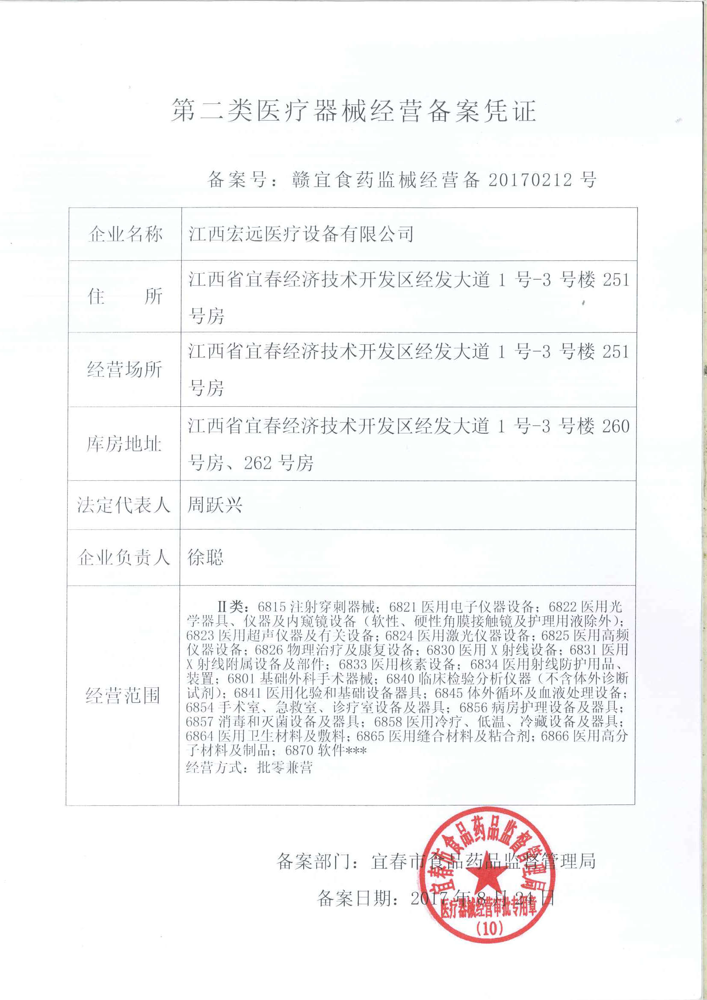 第二类医疗器械经营备案凭证
备案号：赣宜食药监械经营备 20170212 号
企业名称
江西宏远医疗设备有限公司
住 所
江西省宜春经济技术开发区经发大道 1 号-3 号楼 251
号房
经营场所
江西省宜春经济技术开发区经发大道 1 号-3 号楼 251
号房
库房地址
江西省宜春经济技术开发区经发大道 1 号-3 号楼 260
号房、262 号房
法定代表人
周跃兴
企业负责人
徐聪
经营范围
Ⅱ类：6815 注射穿刺器械；6821 医用电子仪器设备；6822 医用光
学器具、仪器及内窥镜设备（软性、硬性角膜接触镜及护理用液除外）；
6823 医用超声仪器及有关设备；6824 医用激光仪器设备；6825 医用高频
仪器设备；6826 物理治疗及康复设备；6830 医用 X 射线设备；6831 医用
X 射线附属设备及部件；6833 医用核素设备；6834 医用射线防护用品、
装置；6801 基础外科手术器械；6840 临床检验分析仪器（不含体外诊断
试剂）；6841 医用化验和基础设备器具；6845 体外循环及血液处理设备；
6854 手术室、急救室、诊疗室设备及器具；6856 病房护理设备及器具；
6857 消毒和灭菌设备及器具；6858 医用冷疗、低温、冷藏设备及器具；
6864 医用卫生材料及敷料；6865 医用缝合材料及粘合剂；6866 医用高分
子材料及制品；6870 软件***
经营方式：批零兼营
备案部门：宜春市食品药品监督管理局
备案日期：2017 年 8 月 24 日
宜春市食品药品监督管理局
医疗器械经营审批专用章
(10)